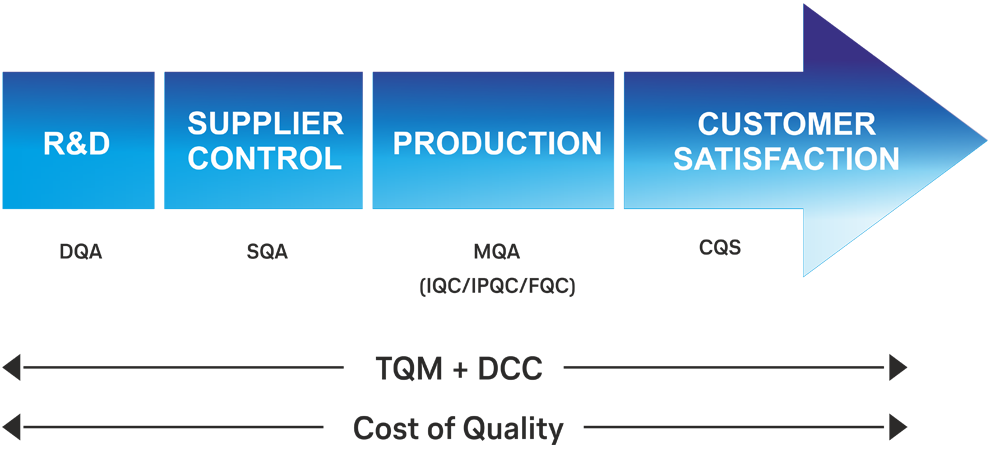 R&D
SUPPLIER
CONTROL
PRODUCTION
CUSTOMER
SATISFACTION
DQA
SQA
MQA
(IQC/IPQC/FQC)
CQS
TQM + DCC
Cost of Quality